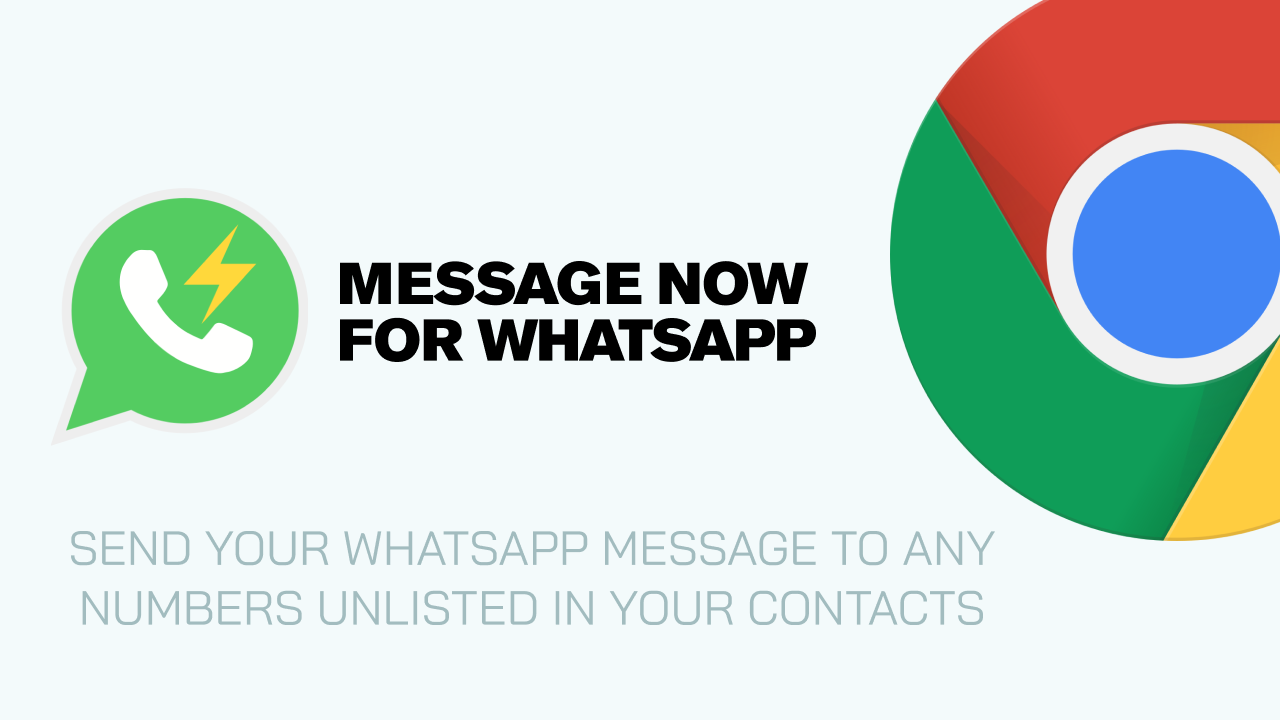 MESSAGE NOW
FOR WHATSAPP
SEND YOUR WHATSAPP MESSAGE TO ANY
NUMBERS UNLISTED IN YOUR CONTACTS